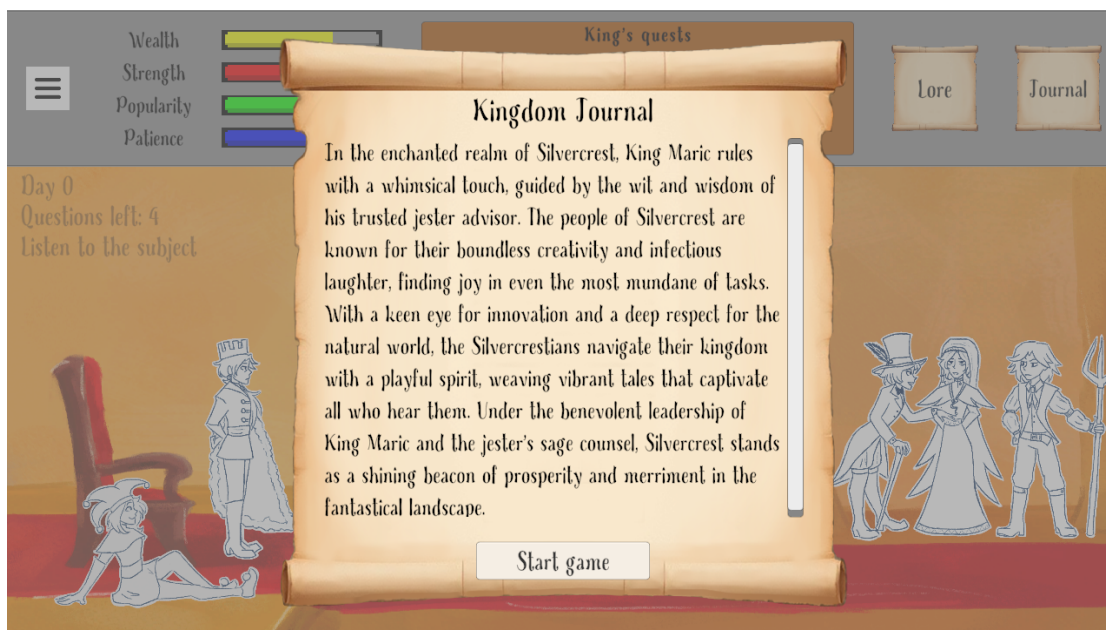 Wealth
Strength
Popularity
Patience
King's quests
Lore
Journal
Day 0
Questions left: 4
Listen to the subject
Kingdom Journal
In the enchanted realm of Silvercrest, King Maric rules
with a whimsical touch, guided by the wit and wisdom of
his trusted jester advisor. The people of Silvercrest are
known for their boundless creativity and infectious
laughter, finding joy in even the most mundane of tasks.
With a keen eye for innovation and a deep respect for the
natural world, the Silvercrestians navigate their kingdom
with a playful spirit, weaving vibrant tales that captivate
all who hear them. Under the benevolent leadership of
King Maric and the jester's sage counsel, Silvercrest stands
as a shining beacon of prosperity and merriment in the
fantastical landscape.
Start game